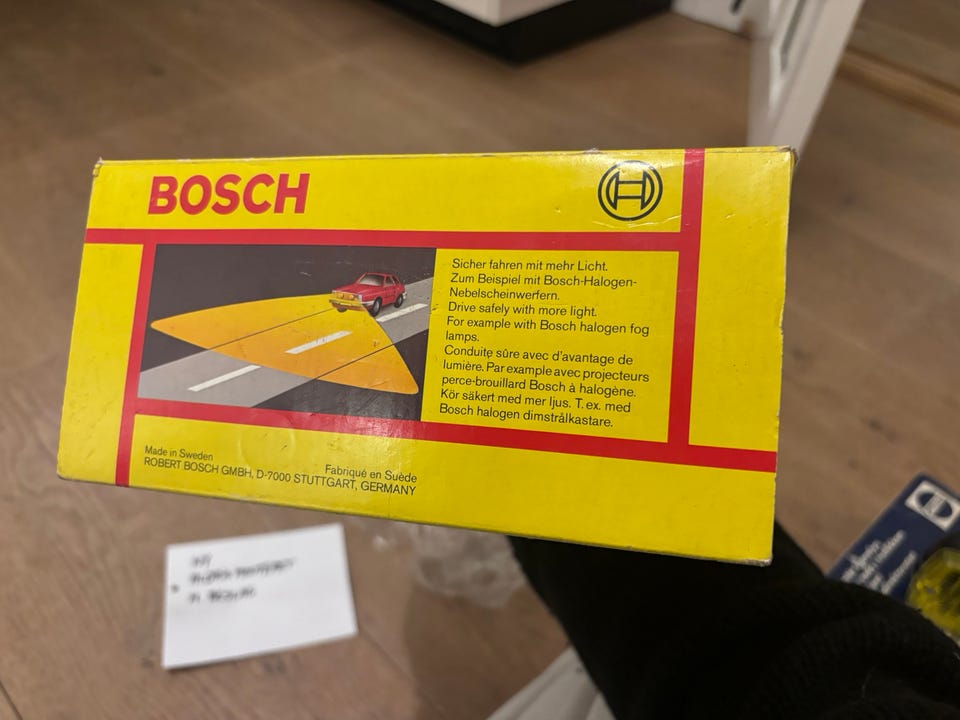 BOSCH
Sicher fahren mit mehr Licht.
Zum Beispiel mit Bosch-Halogen-
Nebelscheinwerfern.
Drive safely with more light.
For example with Bosch halogen fog
lamps.
Conduite sûre avec d'avantage de
lumière. Par example avec projecteurs
perce-brouillard Bosch à halogène.
Kör säkert med mer ljus. T. ex. med
Bosch halogen dimstrålkastare.
Made in Sweden
Fabriqué en Suède
ROBERT BOSCH GMBH, D-7000 STUTTGART, GERMANY